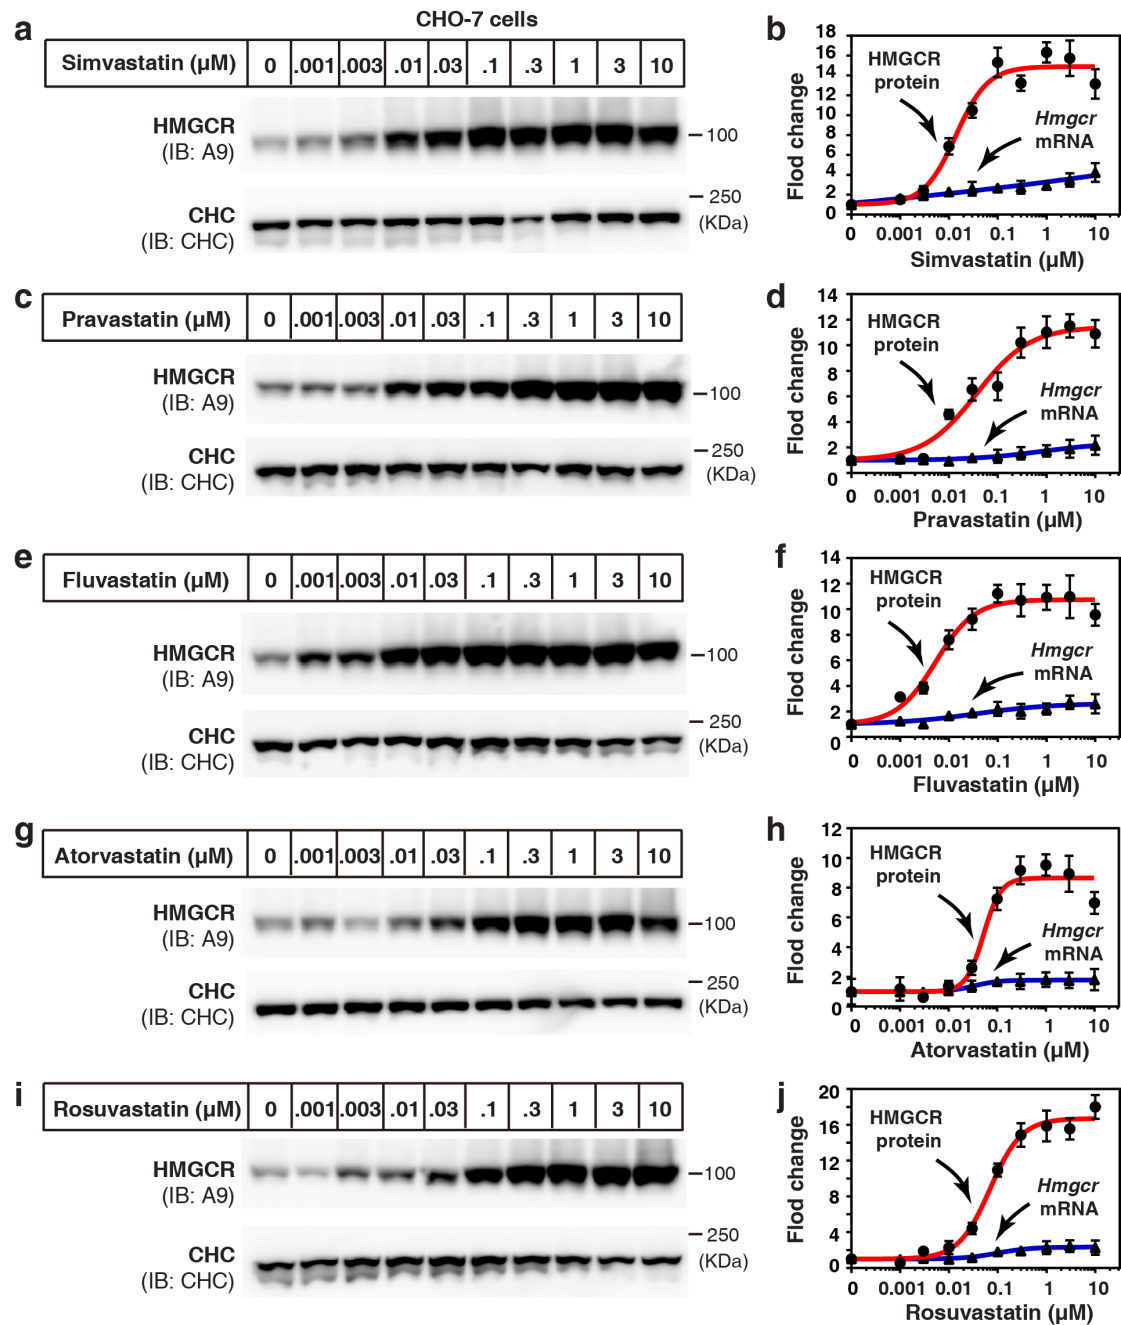 CHO-7 cells
a
Simvastatin (µM) 0 .001 .003 .01 .03 .1 .3 1 3 10
HMGCR
(IB: A9)
100
CHC
(IB: CHC)
250
(KDa)
b
Flod change
18
16
14
12
10
8
6
4
2
0
HMGCR
protein
Hmgcr
mRNA
0 0.001 0.01 0.1 1 10
Simvastatin (µM)
c
Pravastatin (µM) 0 .001 .003 .01 .03 .1 .3 1 3 10
HMGCR
(IB: A9)
100
CHC
(IB: CHC)
250
(KDa)
d
Flod change
14
12
10
8
6
4
2
0
HMGCR
protein
Hmgcr
mRNA
0 0.001 0.01 0.1 1 10
Pravastatin (µM)
e
Fluvastatin (µM) 0 .001 .003 .01 .03 .1 .3 1 3 10
HMGCR
(IB: A9)
100
CHC
(IB: CHC)
250
(KDa)
f
Flod change
14
12
10
8
6
4
2
0
HMGCR
protein
Hmgcr
mRNA
0 0.001 0.01 0.1 1 10
Fluvastatin (µM)
g
Atorvastatin (µM) 0 .001 .003 .01 .03 .1 .3 1 3 10
HMGCR
(IB: A9)
100
CHC
(IB: CHC)
250
(KDa)
h
Flod change
12
10
8
6
4
2
0
HMGCR
protein
Hmgcr
mRNA
0 0.001 0.01 0.1 1 10
Atorvastatin (µM)
i
Rosuvastatin (µM) 0 .001 .003 .01 .03 .1 .3 1 3 10
HMGCR
(IB: A9)
100
CHC
(IB: CHC)
250
(KDa)
j
Flod change
20
16
12
8
4
0
HMGCR
protein
Hmgcr
mRNA
0 0.001 0.01 0.1 1 10
Rosuvastatin (µM)